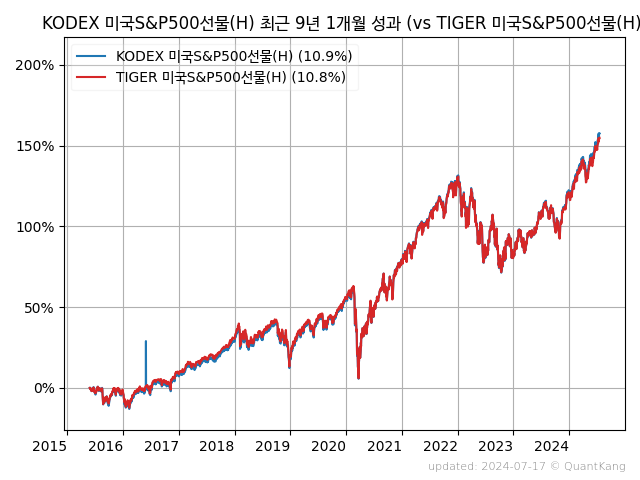 KODEX 미국S&P500선물(H) 최근 9년 1개월 성과 (vs TIGER 미국S&P500선물(H)
KODEX 미국S&P500선물(H) (10.9%)
TIGER 미국S&P500선물(H) (10.8%)
200%
150%
100%
50%
0%
2015 2016 2017 2018 2019 2020 2021 2022 2023 2024
updated: 2024-07-17 © QuantKang